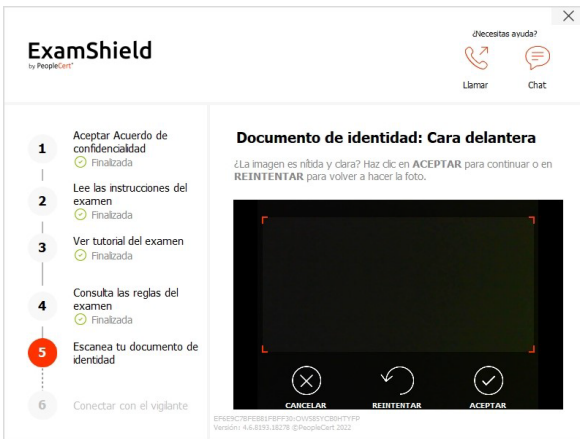 ExamShield
by PeopleCert
¿Necesitas ayuda?
Llamar
Chat
1
Aceptar Acuerdo de
confidencialidad
Finalizada
2
Lee las instrucciones del
examen
Finalizada
3
Ver tutorial del examen
Finalizada
4
Consulta las reglas del
examen
Finalizada
5
Escanea tu documento de
identidad
6
Conectar con el vigilante
Documento de identidad: Cara delantera
¿La imagen es nítida y clara? Haz clic en ACEPTAR para continuar o en
REINTENTAR para volver a hacer la foto.
CANCELAR
REINTENTAR
ACEPTAR
Versión: 4.6.8193.18278 ©PeopleCert 2022